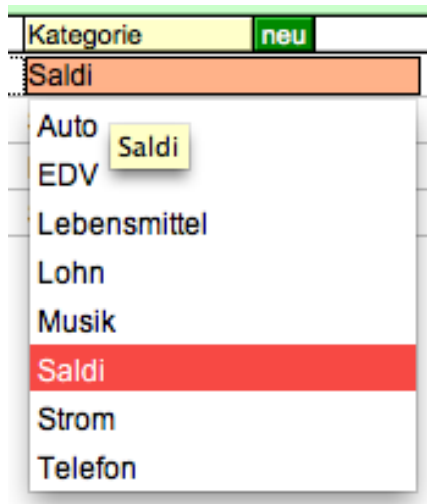 Kategorie neu
Saldi
Auto
Saldi
EDV
Lebensmittel
Lohn
Musik
Saldi
Strom
Telefon